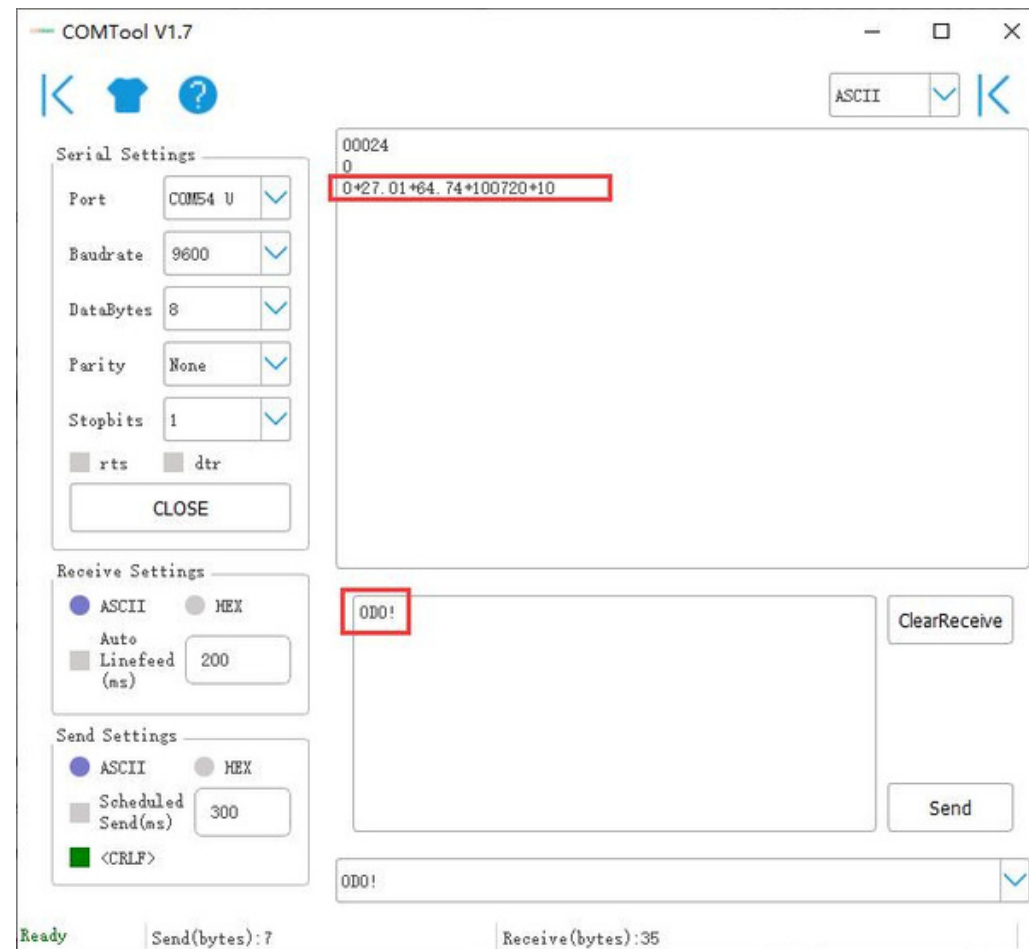 COMTool V1.7
ASCII
Serial Settings
Port COM54 U
Baudrate 9600
DataBytes 8
Parity None
Stopbits 1
rts dtr
CLOSE
Receive Settings
ASCII HEX
Auto
Linefeed
(ms)
200
Send Settings
ASCII HEX
Scheduled
Send(ms)
300
<CRLF>
00024
0
0+27.01+64.74+100720+10
0D0!
ClearReceive
Send
0D0!
Ready Send(bytes):7 Receive(bytes):35